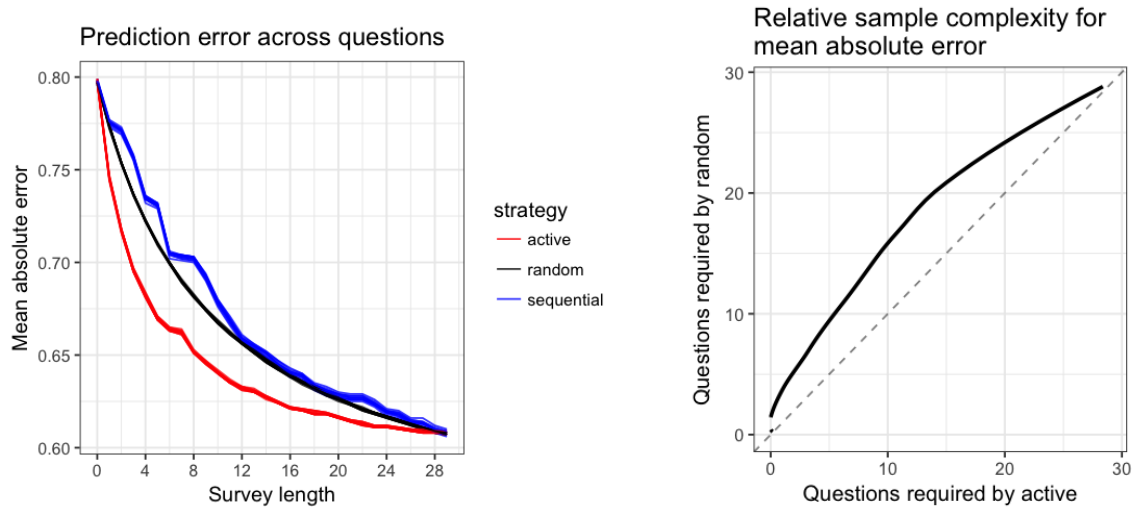 Prediction error across questions
Mean absolute error
0.80
0.75
0.70
0.65
0.60
0 4 8 12 16 20 24 28
Survey length
strategy
active
random
sequential
Relative sample complexity for
mean absolute error
Questions required by random
30
20
10
0
0 10 20 30
Questions required by active